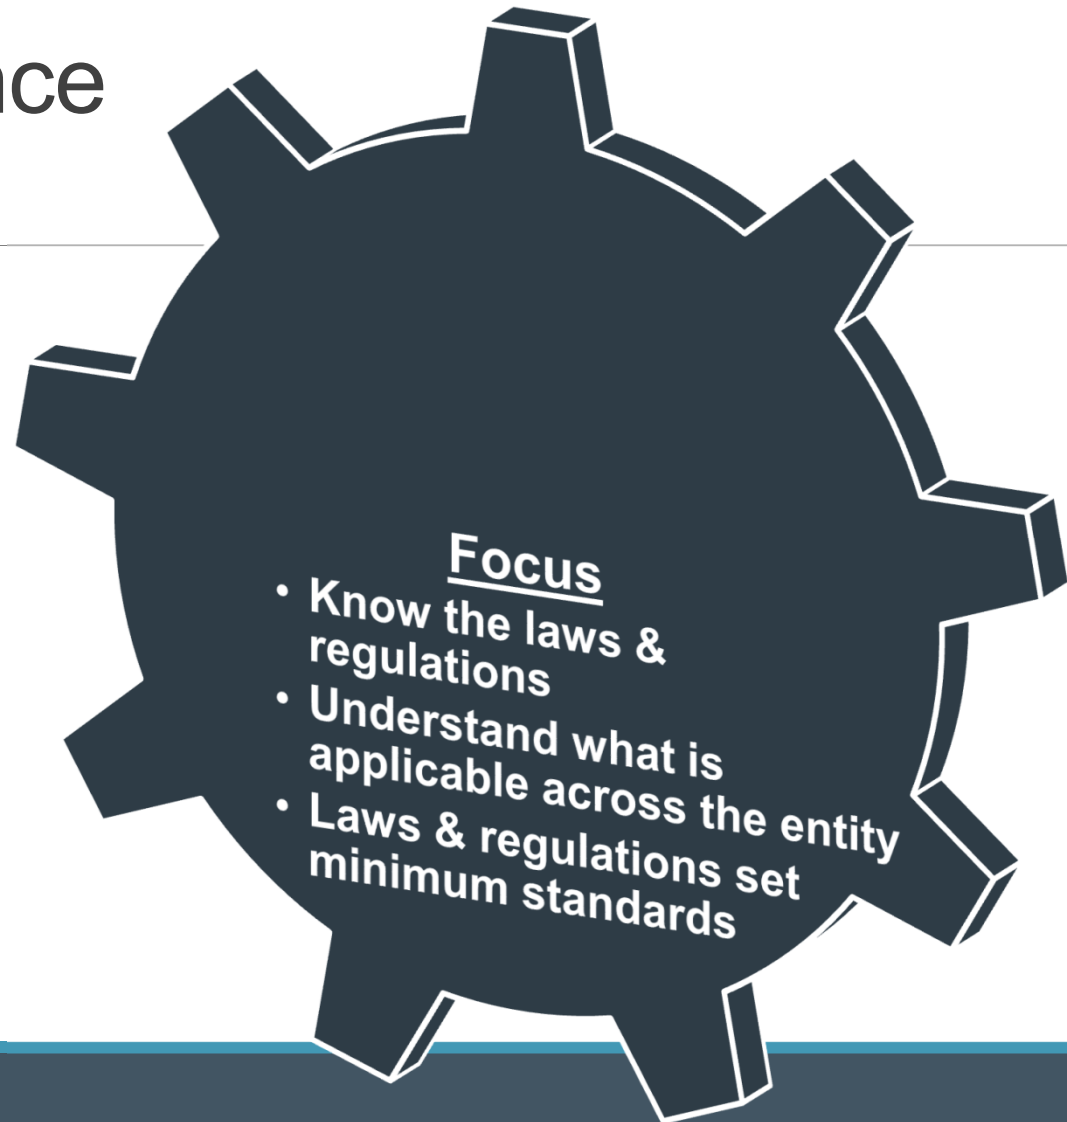 nce
Focus
• Know the laws &
regulations
• Understand what is
applicable across the entity
• Laws & regulations set
minimum standards